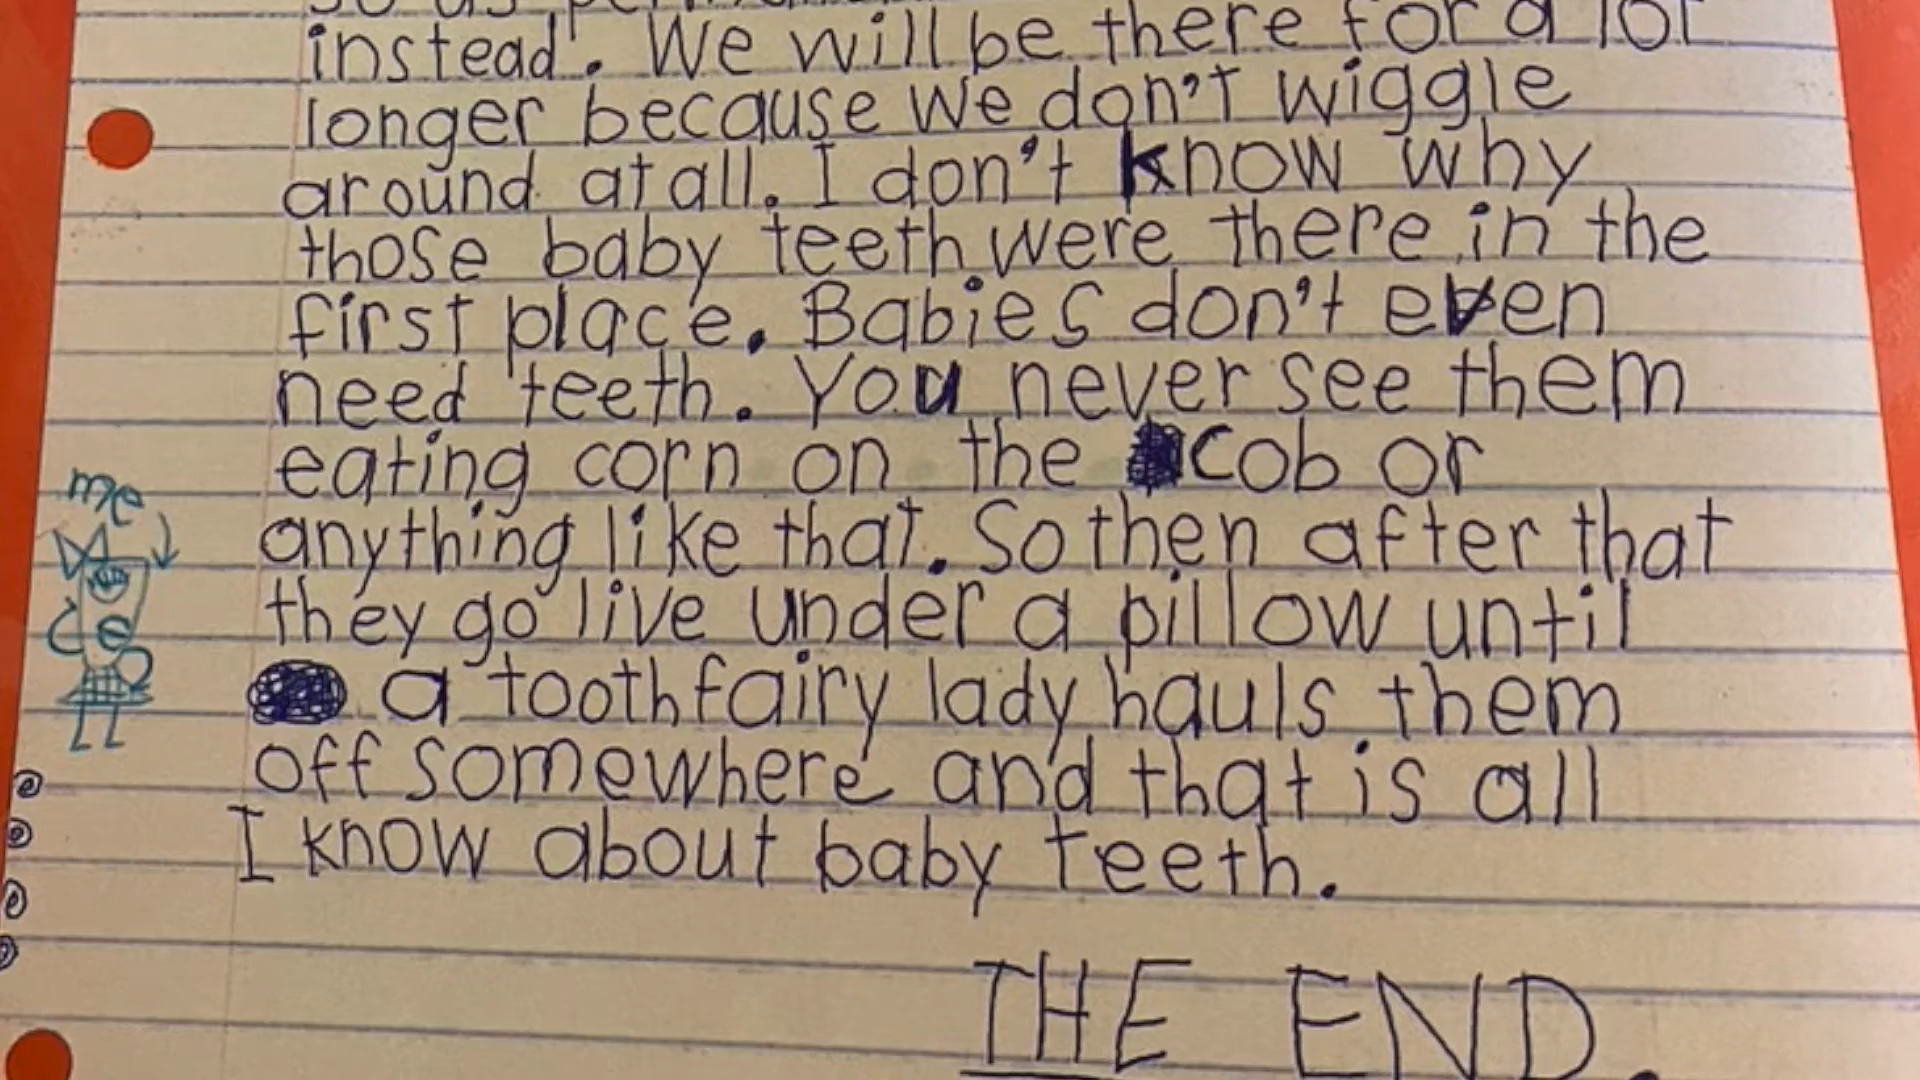 instead'. We will be there for a lot
longer because we don't wiggle
around at all. I don't know why
those baby teeth were there in the
first place. Babies don't even
need teeth. You never see them
eating corn on the cob or
anything like that. So then after that
they go live under a pillow until
a tooth fairy lady hauls them
off somewhere and that is all
I know about baby teeth.
THE END.
me